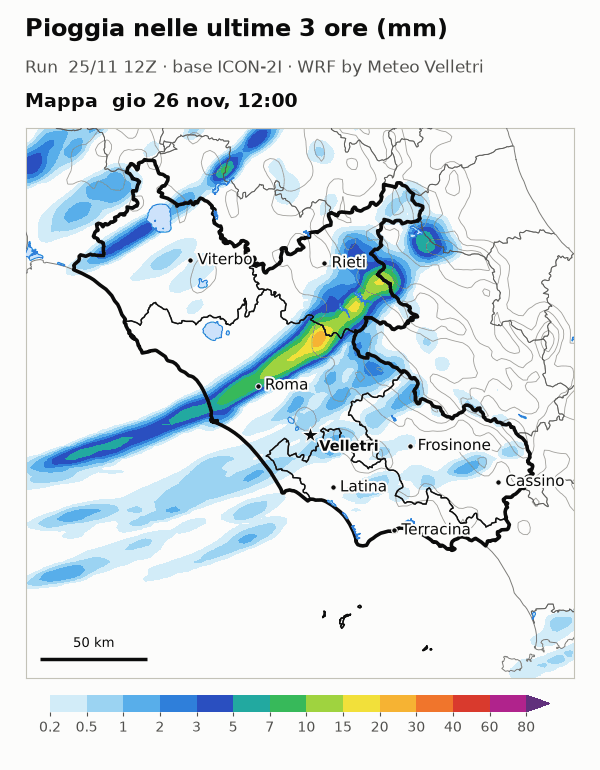 Pioggia nelle ultime 3 ore (mm)
Run  25/11 12Z · base ICON-2I · WRF by Meteo Velletri
Mappa  gio 26 nov, 12:00
Viterbo
Rieti
Roma
Velletri
Frosinone
Cassino
Latina
Terracina
50 km
0.2 0.5 1 2 3 5 7 10 15 20 30 40 60 80